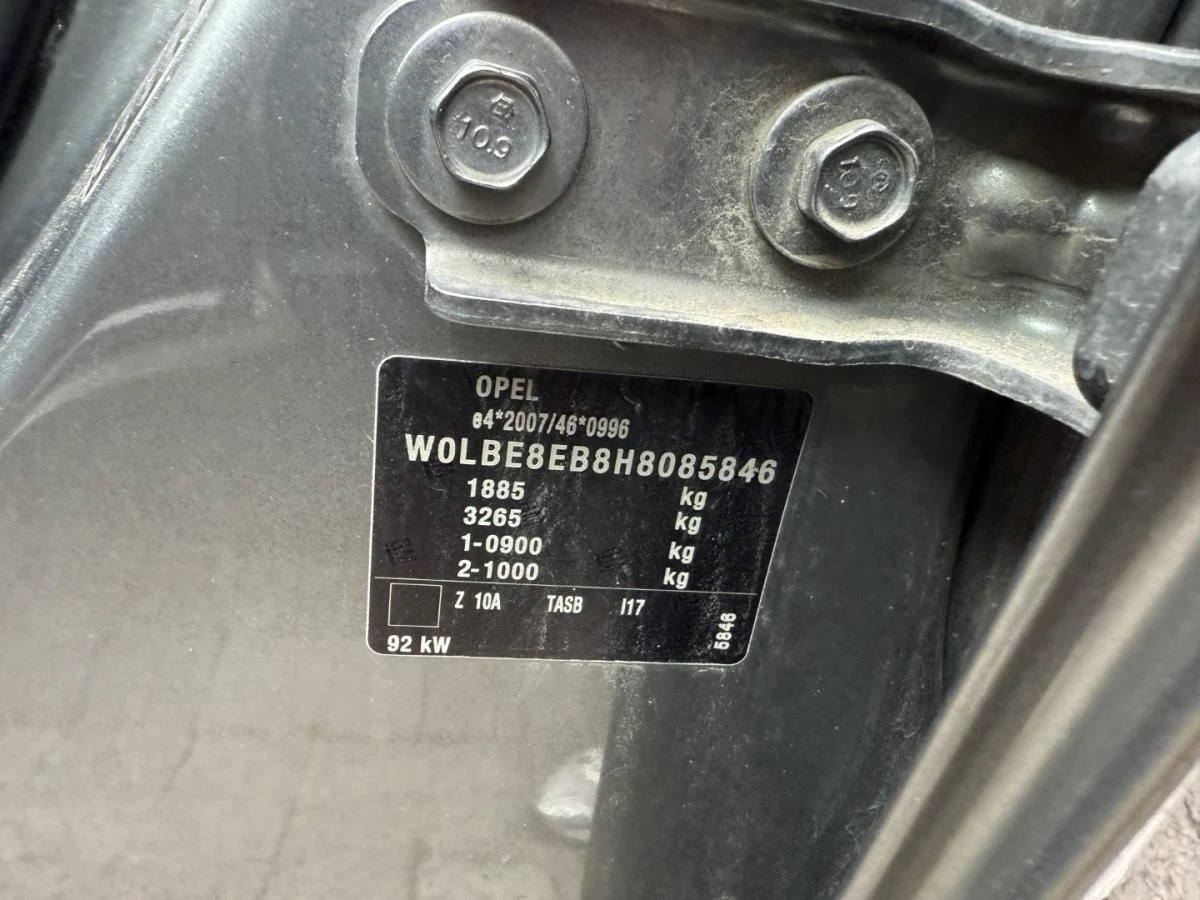 10.9
10.9
OPEL
e4*2007/46*0996
W0LBE8EB8H8085846
1885 kg
3265 kg
1-0900 kg
2-1000 kg
Z 10A TASB I17
5846
92 kW